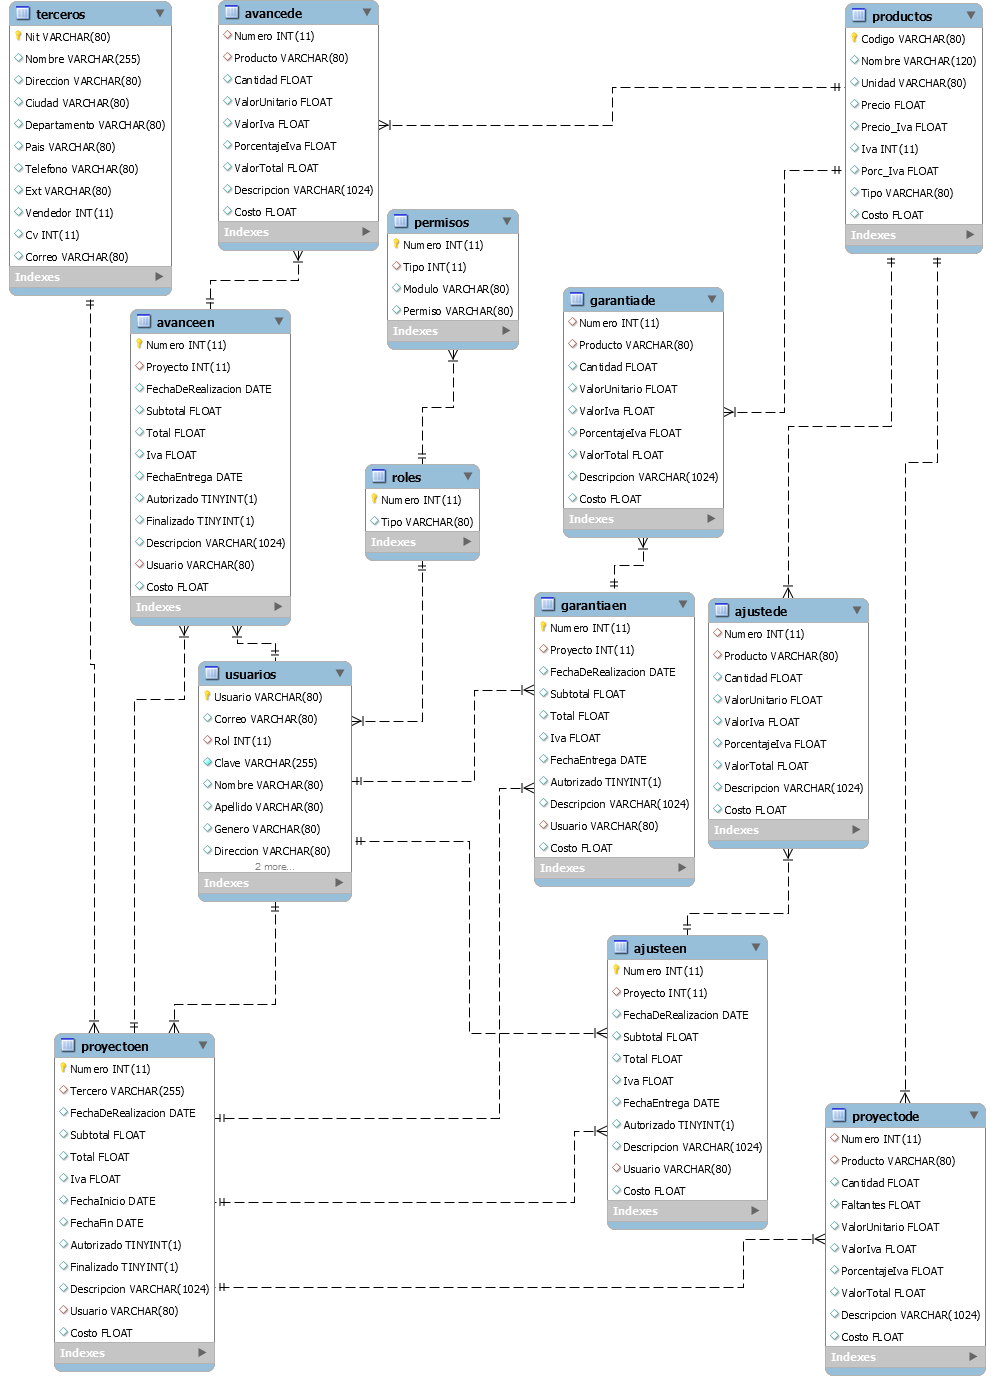 terceros
Nit VARCHAR(80)
Nombre VARCHAR(255)
Direccion VARCHAR(80)
Ciudad VARCHAR(80)
Departamento VARCHAR(80)
Pais VARCHAR(80)
Telefono VARCHAR(80)
Ext VARCHAR(80)
Vendedor INT(11)
Cv INT(11)
Correo VARCHAR(80)
Indexes
avancede
Numero INT(11)
Producto VARCHAR(80)
Cantidad FLOAT
ValorUnitario FLOAT
ValorIva FLOAT
PorcentajeIva FLOAT
ValorTotal FLOAT
Descripcion VARCHAR(1024)
Costo FLOAT
Indexes
productos
Codigo VARCHAR(80)
Nombre VARCHAR(120)
Unidad VARCHAR(80)
Precio FLOAT
Precio_Iva FLOAT
Iva INT(11)
Porc_Iva FLOAT
Tipo VARCHAR(80)
Costo FLOAT
Indexes
permisos
Numero INT(11)
Tipo INT(11)
Modulo VARCHAR(80)
Permiso VARCHAR(80)
Indexes
garantiade
Numero INT(11)
Producto VARCHAR(80)
Cantidad FLOAT
ValorUnitario FLOAT
ValorIva FLOAT
PorcentajeIva FLOAT
ValorTotal FLOAT
Descripcion VARCHAR(1024)
Costo FLOAT
Indexes
avanceen
Numero INT(11)
Proyecto INT(11)
FechaDeRealizacion DATE
Subtotal FLOAT
Total FLOAT
Iva FLOAT
FechaEntrega DATE
Autorizado TINYINT(1)
Finalizado TINYINT(1)
Descripcion VARCHAR(1024)
Usuario VARCHAR(80)
Costo FLOAT
Indexes
roles
Numero INT(11)
Tipo VARCHAR(80)
Indexes
garantiaen
Numero INT(11)
Proyecto INT(11)
FechaDeRealizacion DATE
Subtotal FLOAT
Total FLOAT
Iva FLOAT
FechaEntrega DATE
Autorizado TINYINT(1)
Descripcion VARCHAR(1024)
Usuario VARCHAR(80)
Costo FLOAT
Indexes
ajustede
Numero INT(11)
Producto VARCHAR(80)
Cantidad FLOAT
ValorUnitario FLOAT
ValorIva FLOAT
PorcentajeIva FLOAT
ValorTotal FLOAT
Descripcion VARCHAR(1024)
Costo FLOAT
Indexes
usuarios
Usuario VARCHAR(80)
Correo VARCHAR(80)
Rol INT(11)
Clave VARCHAR(255)
Nombre VARCHAR(80)
Apellido VARCHAR(80)
Genero VARCHAR(80)
Direccion VARCHAR(80)
2 more...
Indexes
ajusteen
Numero INT(11)
Proyecto INT(11)
FechaDeRealizacion DATE
Subtotal FLOAT
Total FLOAT
Iva FLOAT
FechaEntrega DATE
Autorizado TINYINT(1)
Descripcion VARCHAR(1024)
Usuario VARCHAR(80)
Costo FLOAT
Indexes
proyectoen
Numero INT(11)
Tercero VARCHAR(255)
FechaDeRealizacion DATE
Subtotal FLOAT
Total FLOAT
Iva FLOAT
FechaInicio DATE
FechaFin DATE
Autorizado TINYINT(1)
Finalizado TINYINT(1)
Descripcion VARCHAR(1024)
Usuario VARCHAR(80)
Costo FLOAT
Indexes
proyectode
Numero INT(11)
Producto VARCHAR(80)
Cantidad FLOAT
Faltantes FLOAT
ValorUnitario FLOAT
ValorIva FLOAT
PorcentajeIva FLOAT
ValorTotal FLOAT
Descripcion VARCHAR(1024)
Costo FLOAT
Indexes